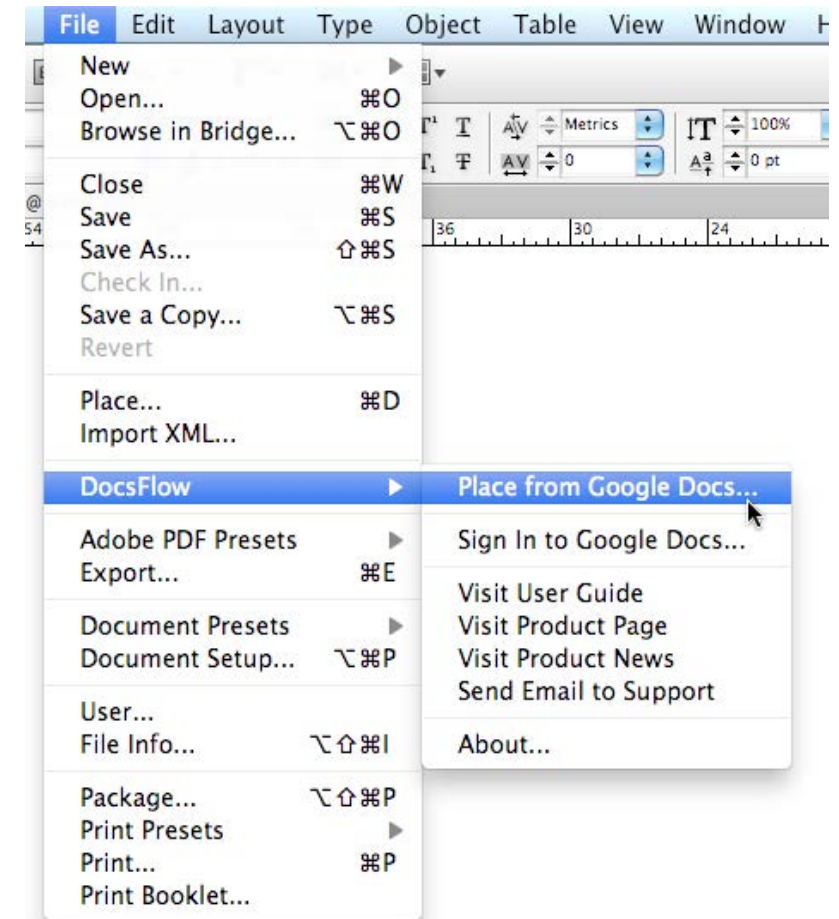 File Edit Layout Type Object Table View Window H
New
Open... ⌘O
Browse in Bridge... ⌥⌘O
Metrics 100%
Close ⌘W
0 0 pt
Save ⌘S
@
Save As... ⇧⌘S
54 36 30 24
Check In...
Save a Copy... ⌥⌘S
Revert
Place... ⌘D
Import XML...
DocsFlow Place from Google Docs...
Adobe PDF Presets Sign In to Google Docs...
Export... ⌘E
Visit User Guide
Document Presets Visit Product Page
Document Setup... ⌥⌘P Visit Product News
Send Email to Support
User...
File Info... ⌥⇧⌘I About...
Package... ⌥⇧⌘P
Print Presets
Print... ⌘P
Print Booklet...